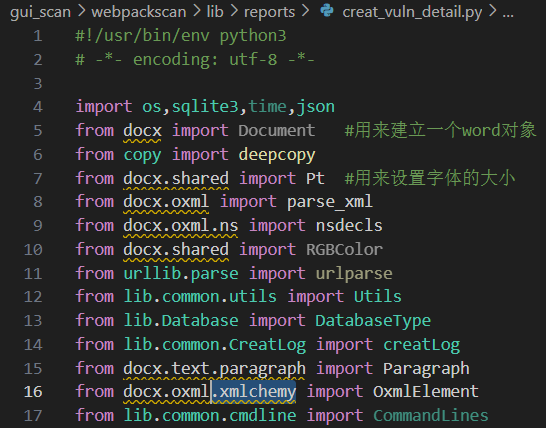 gui_scan > webpackscan > lib > reports > creat_vuln_detail.py > ...
1 #!/usr/bin/env python3
2 # -*- encoding: utf-8 -*-
3
4 import os,sqlite3,time,json
5 from docx import Document   #用来建立一个word对象
6 from copy import deepcopy
7 from docx.shared import Pt  #用来设置字体的大小
8 from docx.oxml import parse_xml
9 from docx.oxml.ns import nsdecls
10 from docx.shared import RGBColor
11 from urllib.parse import urlparse
12 from lib.common.utils import Utils
13 from lib.Database import DatabaseType
14 from lib.common.CreatLog import creatLog
15 from docx.text.paragraph import Paragraph
16 from docx.oxml.xmlchemy import OxmlElement
17 from lib.common.cmdline import CommandLines